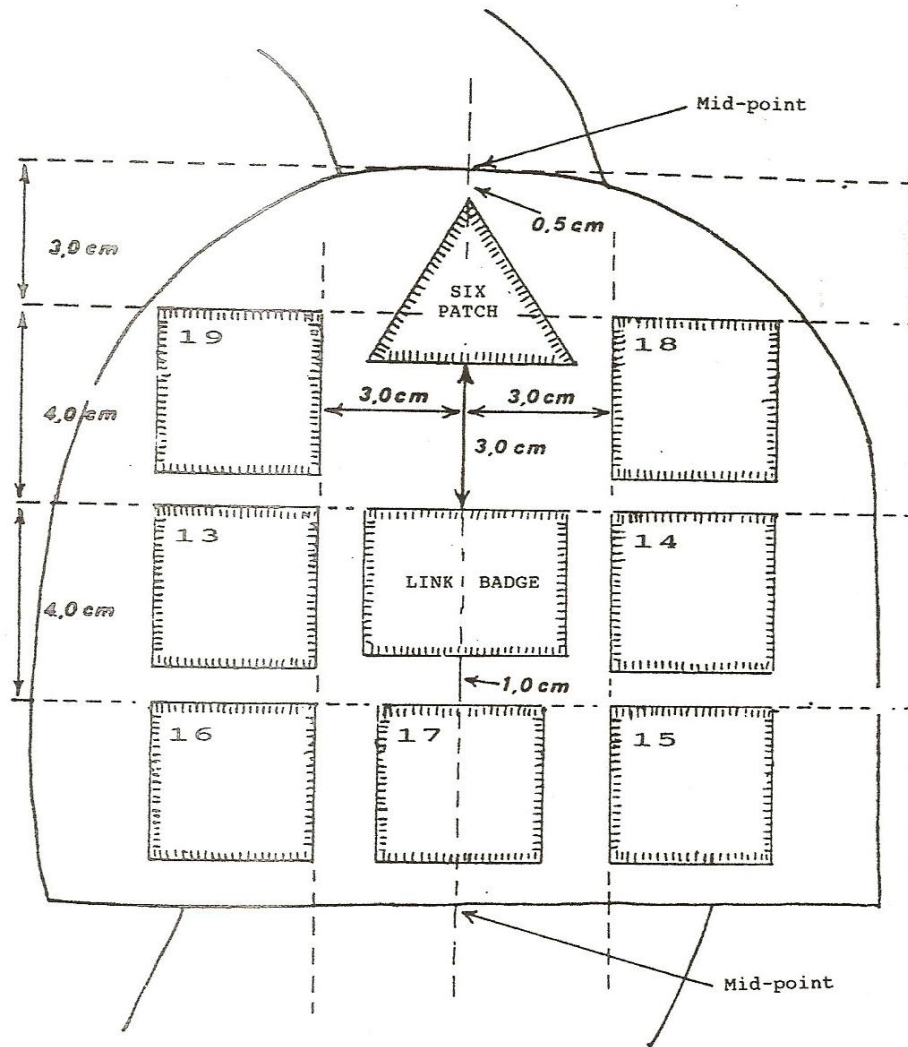 Mid-point
0,5 cm
3,0 cm
SIX
PATCH
19
18
4,0 cm
3,0 cm
3,0 cm
3,0 cm
13
14
LINK BADGE
4,0 cm
1,0 cm
16
17
15
Mid-point